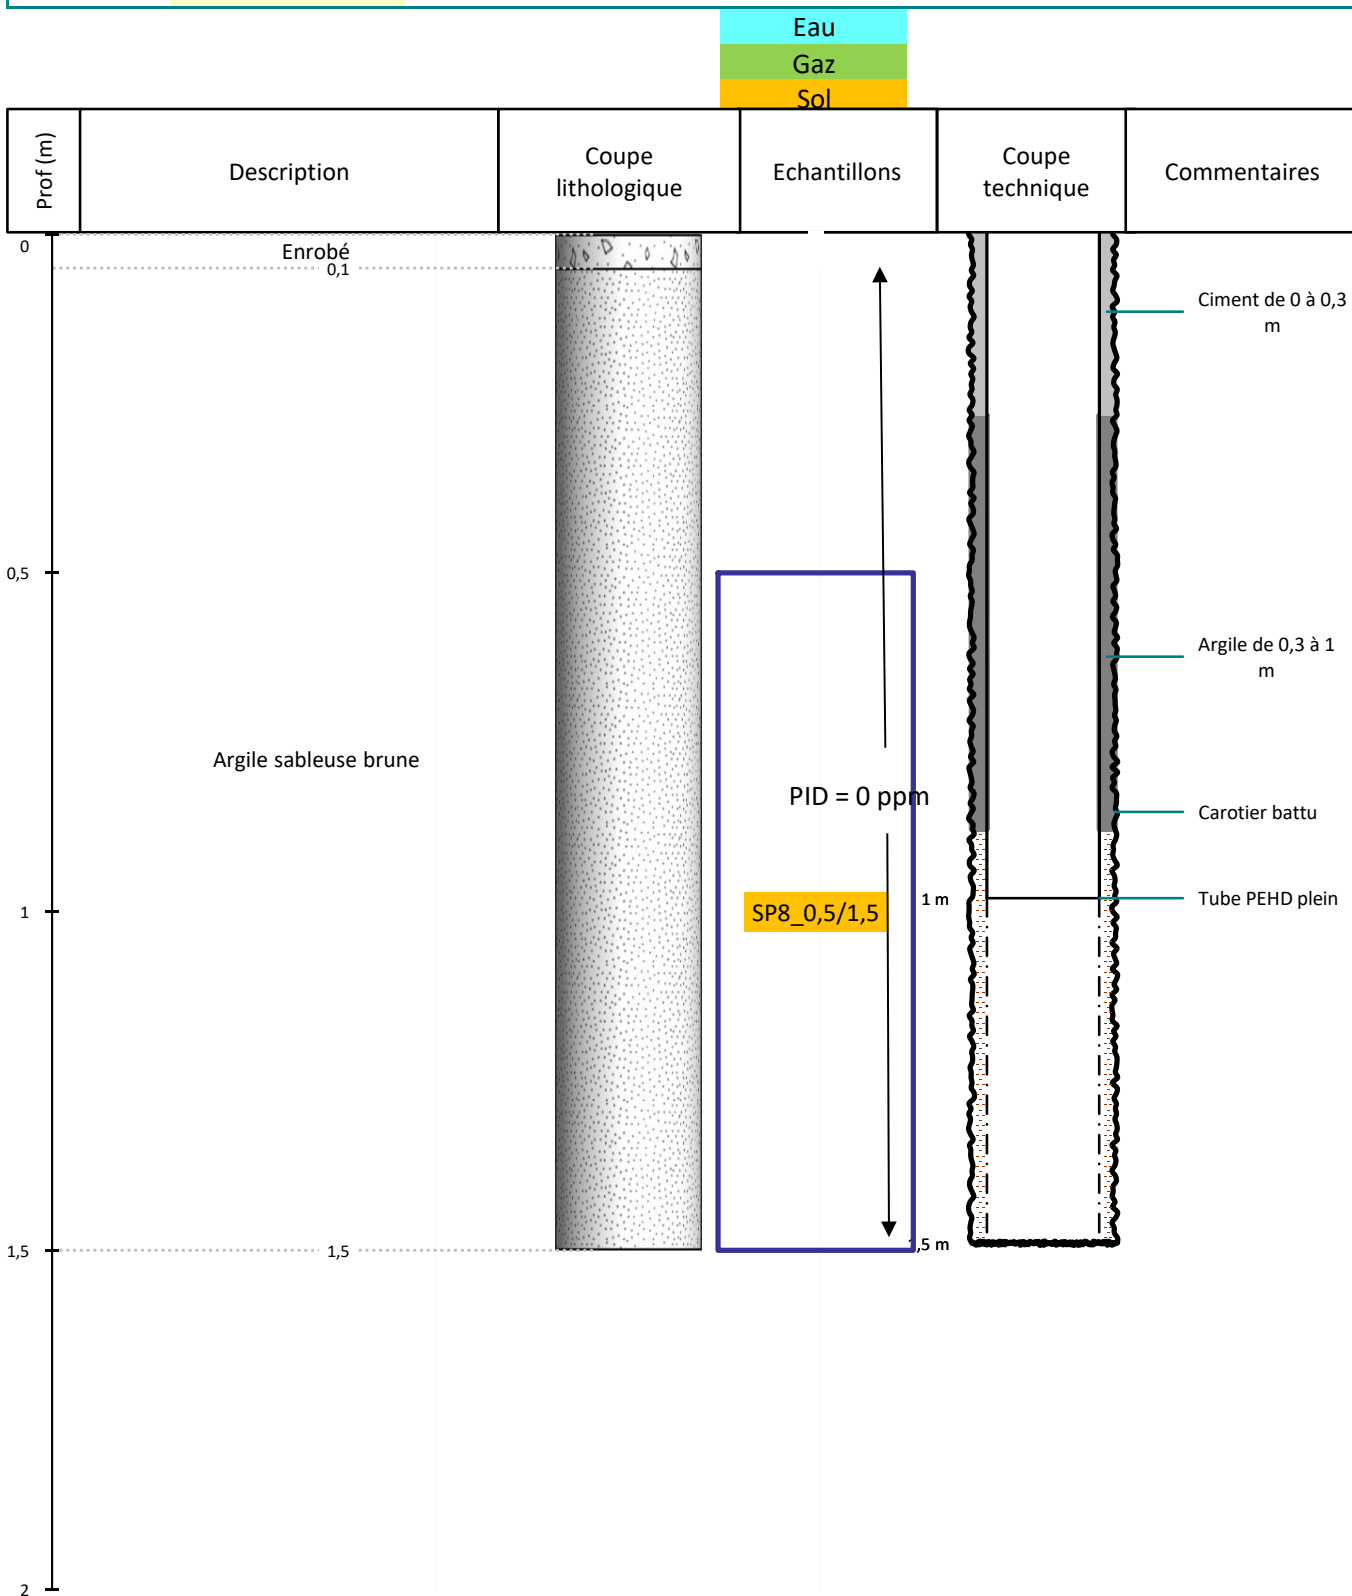 Eau
Gaz
Sol
Prof (m)
Description
Coupe
lithologique
Echantillons
Coupe
technique
Commentaires
0
Enrobé
0,1
Ciment de 0 à 0,3
m
0,5
Argile de 0,3 à 1
m
Argile sableuse brune
PID = 0 ppm
Carotier battu
1
SP8_0,5/1,5
1 m
Tube PEHD plein
1,5
1,5
1,5 m
2